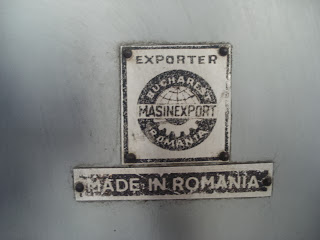 EXPORTER
BUCHAREST
MASINEXPORT
ROMANIA
MADE IN ROMANIA